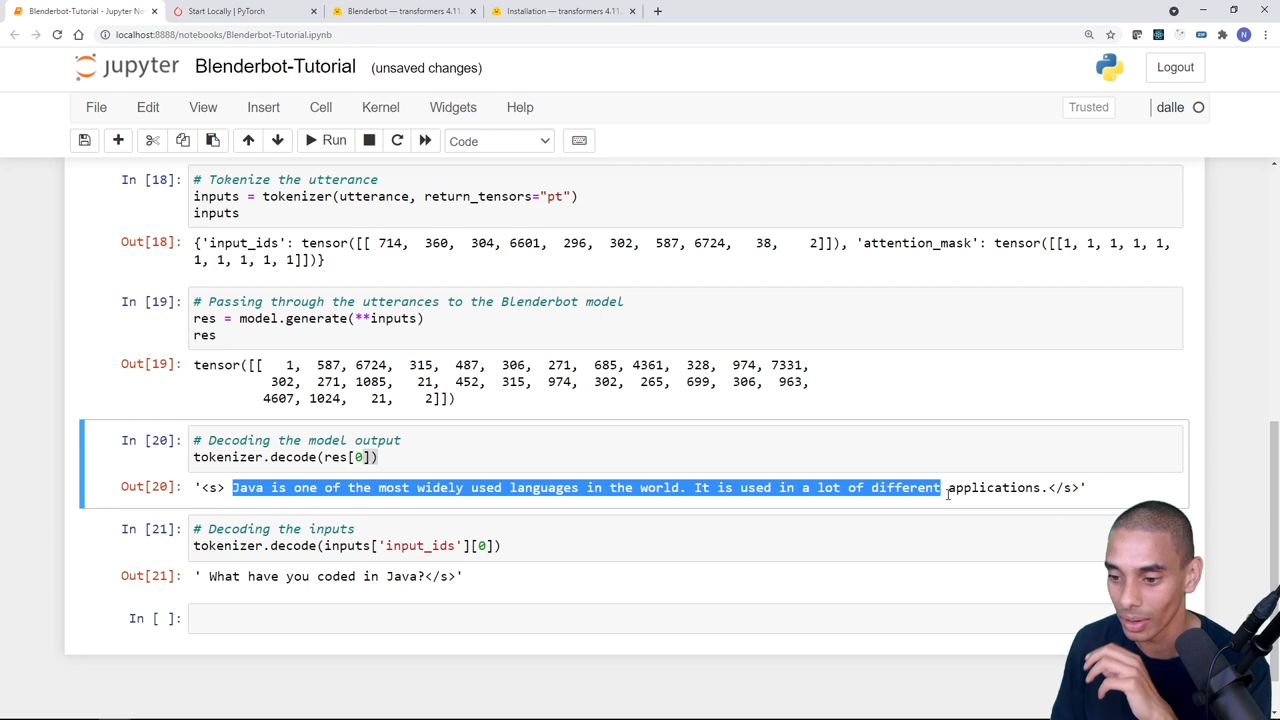 Blenderbot-Tutorial - Jupyter No
Start Locally | PyTorch
Blenderbot — transformers 4.11.
Installation — transformers 4.11.
localhost:8888/notebooks/Blenderbot-Tutorial.ipynb
jupyter Blenderbot-Tutorial (unsaved changes)
Logout
File Edit View Insert Cell Kernel Widgets Help
Trusted
dalle
Run
Code
In [18]: # Tokenize the utterance
inputs = tokenizer(utterance, return_tensors="pt")
inputs
Out[18]: {'input_ids': tensor([[ 714, 360, 304, 6601, 296, 302, 587, 6724, 38, 2]]), 'attention_mask': tensor([[1, 1, 1, 1, 1,
1, 1, 1, 1, 1]])}
In [19]: # Passing through the utterances to the Blenderbot model
res = model.generate(**inputs)
res
Out[19]: tensor([[ 1, 587, 6724, 315, 487, 306, 271, 685, 4361, 328, 974, 7331,
302, 271, 1085, 21, 452, 315, 974, 302, 265, 699, 306, 963,
4607, 1024, 21, 2]])
In [20]: # Decoding the model output
tokenizer.decode(res[0])
Out[20]: '<s> Java is one of the most widely used languages in the world. It is used in a lot of different applications.</s>'
In [21]: # Decoding the inputs
tokenizer.decode(inputs['input_ids'][0])
Out[21]: ' What have you coded in Java?</s>'
In [ ]: